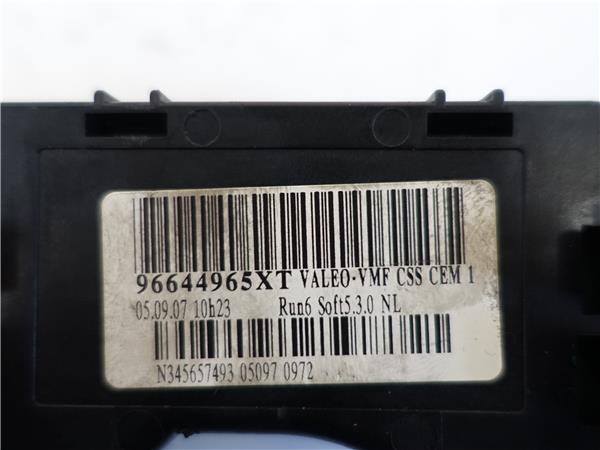 96644965XT VALEO-VMF CSS CEM 1
05.09.07 10h23 Run6 Soft5.3.0 NL
N345657493 05097 0972